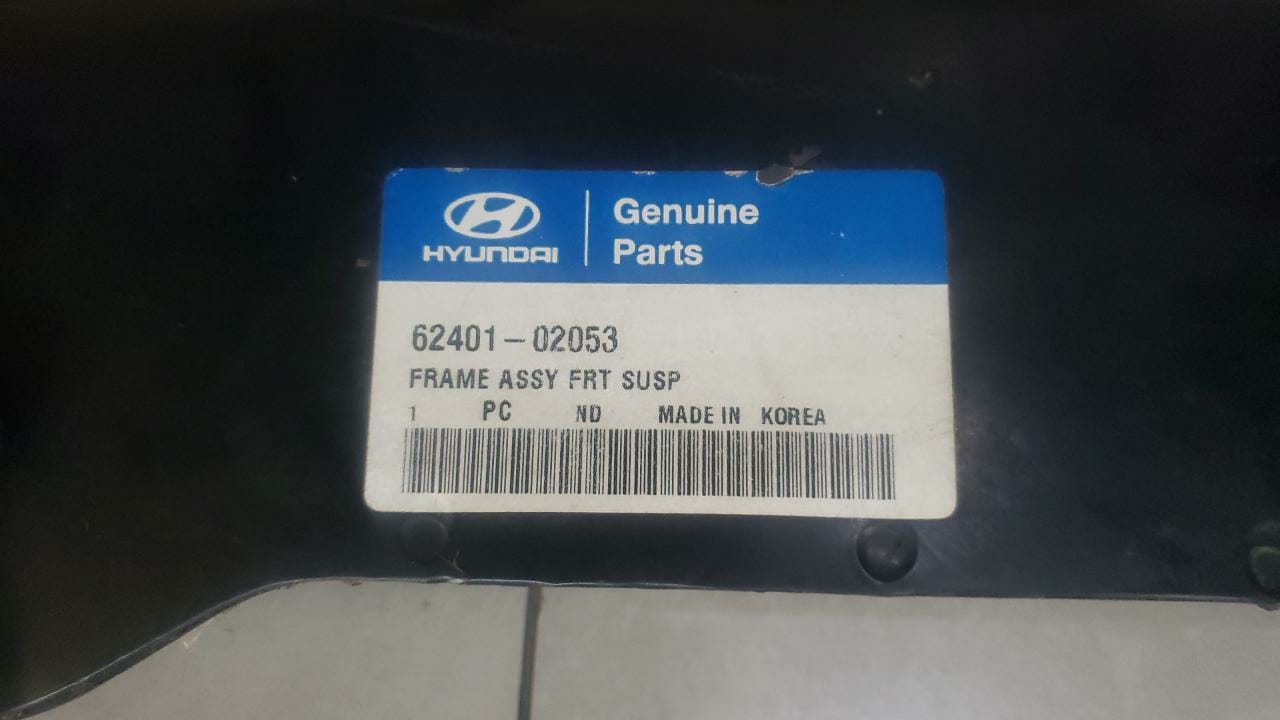 HYUNDAI
Genuine
Parts
62401-02053
FRAME ASSY FRT SUSP
1 PC ND MADE IN KOREA